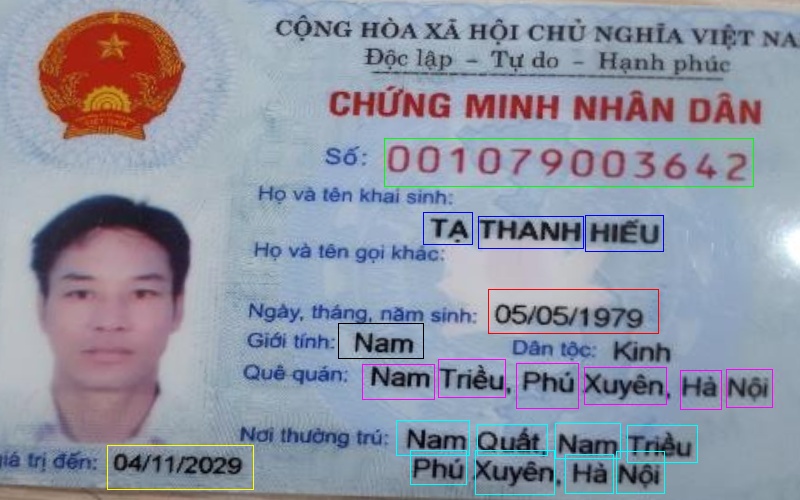 CỘNG HÒA XÃ HỘI CHỦ NGHĨA VIỆT NA
Độc lập - Tự do - Hạnh phúc
CHỨNG MINH NHÂN DÂN
Số: 001079003642
Họ và tên khai sinh:
TẠ THANH HIẾU
Họ và tên gọi khác:
Ngày, tháng, năm sinh: 05/05/1979
Giới tính: Nam Dân tộc: Kinh
Quê quán: Nam Triều, Phú Xuyên, Hà Nội
Nơi thường trú: Nam Quất, Nam Triều
Phú Xuyên, Hà Nội
giá trị đến: 04/11/2029